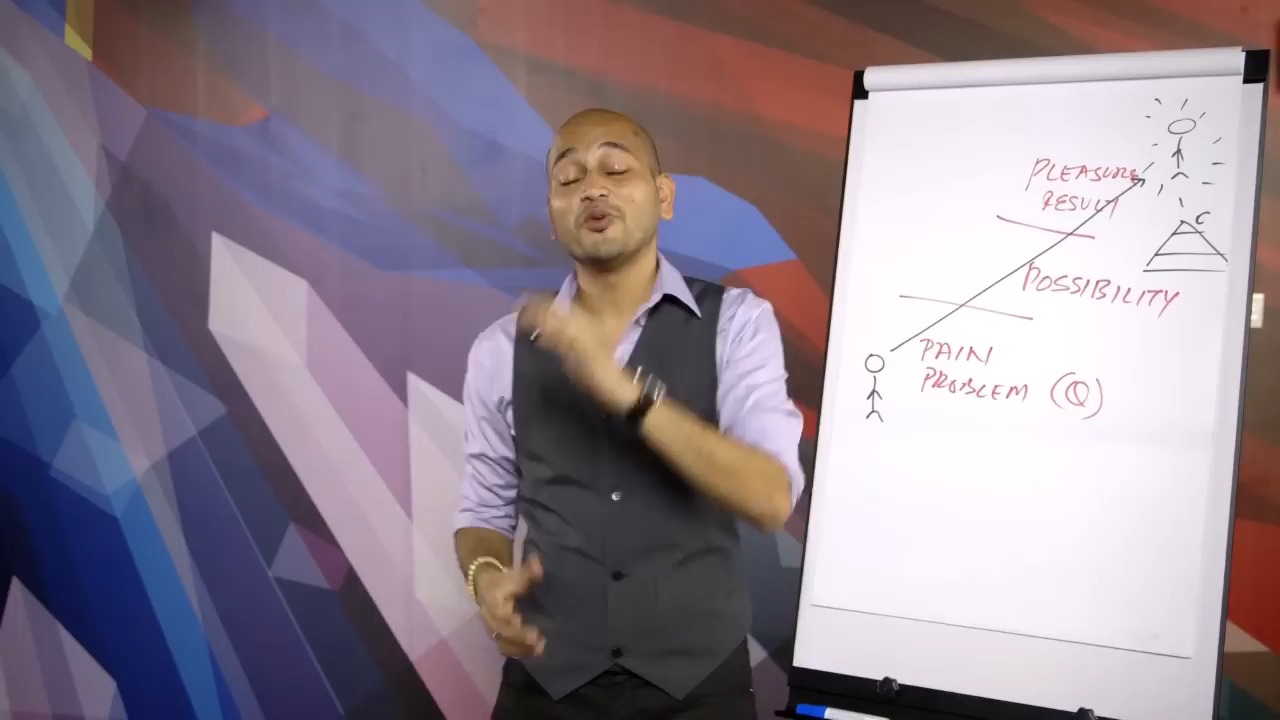 PLEASURE
RESULT
C
POSSIBILITY
PAIN
PROBLEM (Q)